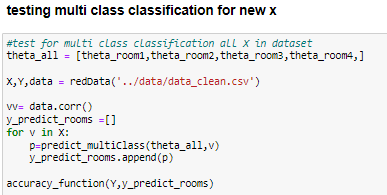 testing multi class classification for new x
#test for multi class classification all X in dataset
theta_all = [theta_room1,theta_room2,theta_room3,theta_room4,]
X,Y,data = redData('../data/data_clean.csv')
vv= data.corr()
y_predict_rooms =[]
for v in X:
    p=predict_multiClass(theta_all,v)
    y_predict_rooms.append(p)
accuracy_function(Y,y_predict_rooms)